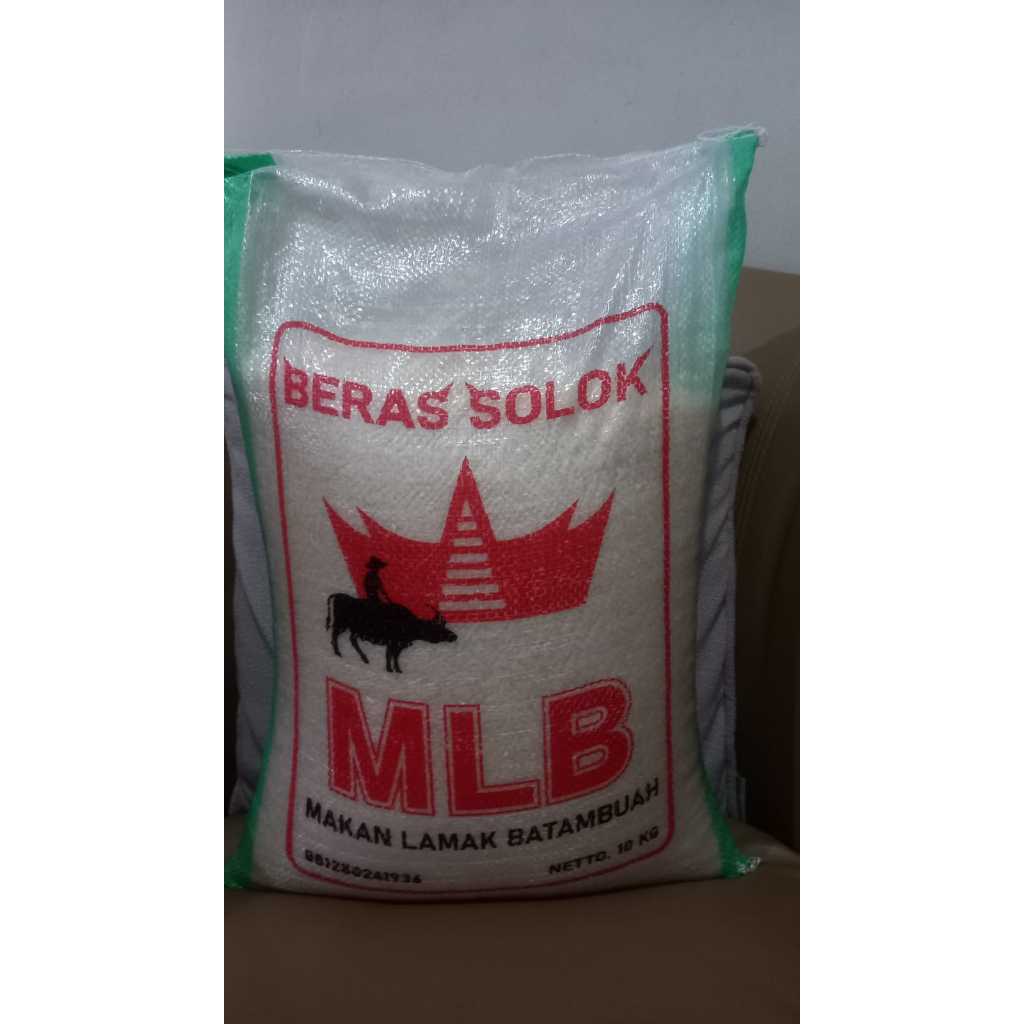 BERAS SOLOK
MLB
MAKAN LAMAK BATAMBUAH
081280241936
NETTO. 10 KG